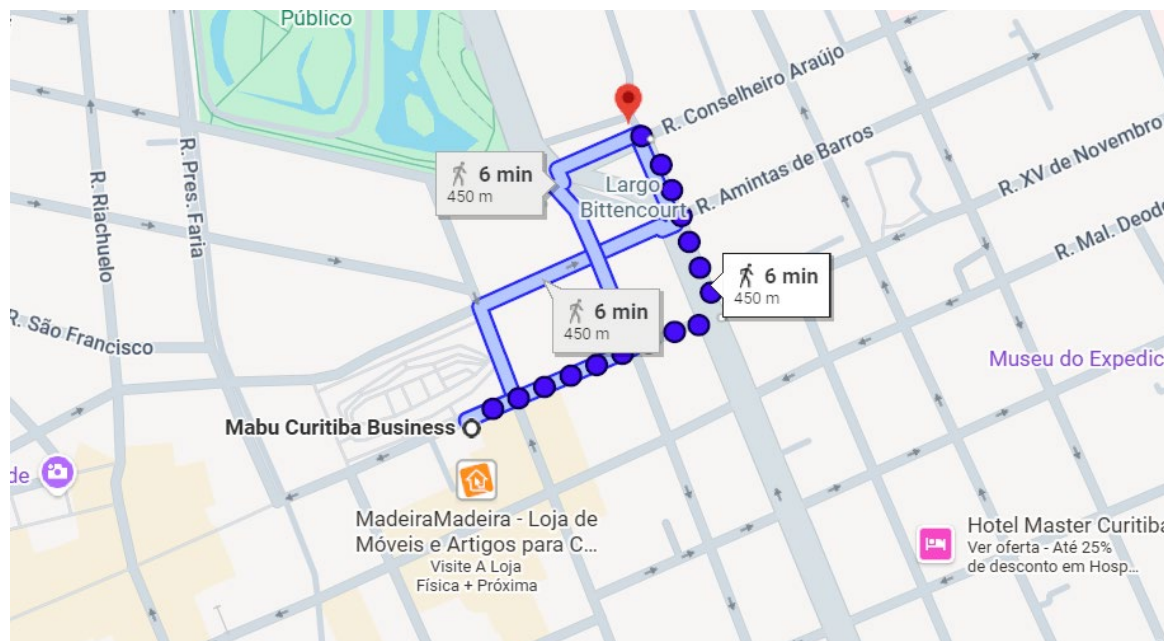 Público
R. Conselheiro Araújo
R. Amintas de Barros
R. XV de Novembro
R. Mal. Deodo
R. Pres. Faria
R. Riachuelo
6 min
450 m
Largo
Bittencourt
6 min
450 m
6 min
450 m
R. São Francisco
Museu do Expedic
Mabu Curitiba Business
de
MadeiraMadeira - Loja de
Móveis e Artigos para C...
Visite A Loja
Física + Próxima
Hotel Master Curitiba
Ver oferta - Até 25%
de desconto em Hosp...